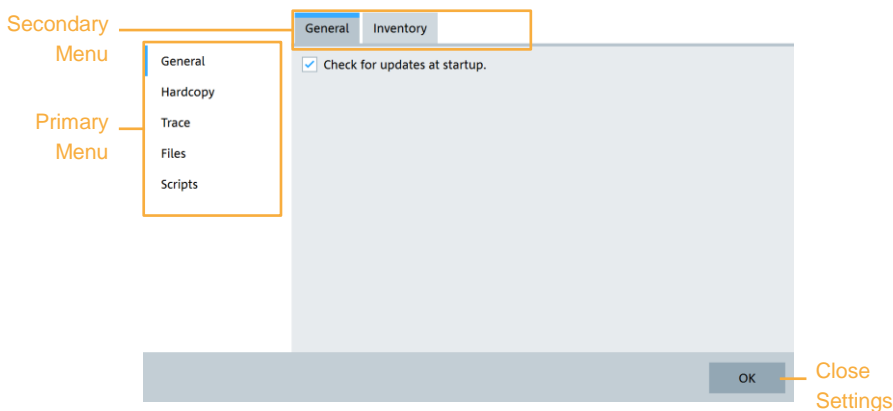 Secondary
Menu
General Inventory
General
Check for updates at startup.
Hardcopy
Primary
Menu
Trace
Files
Scripts
OK
Close
Settings